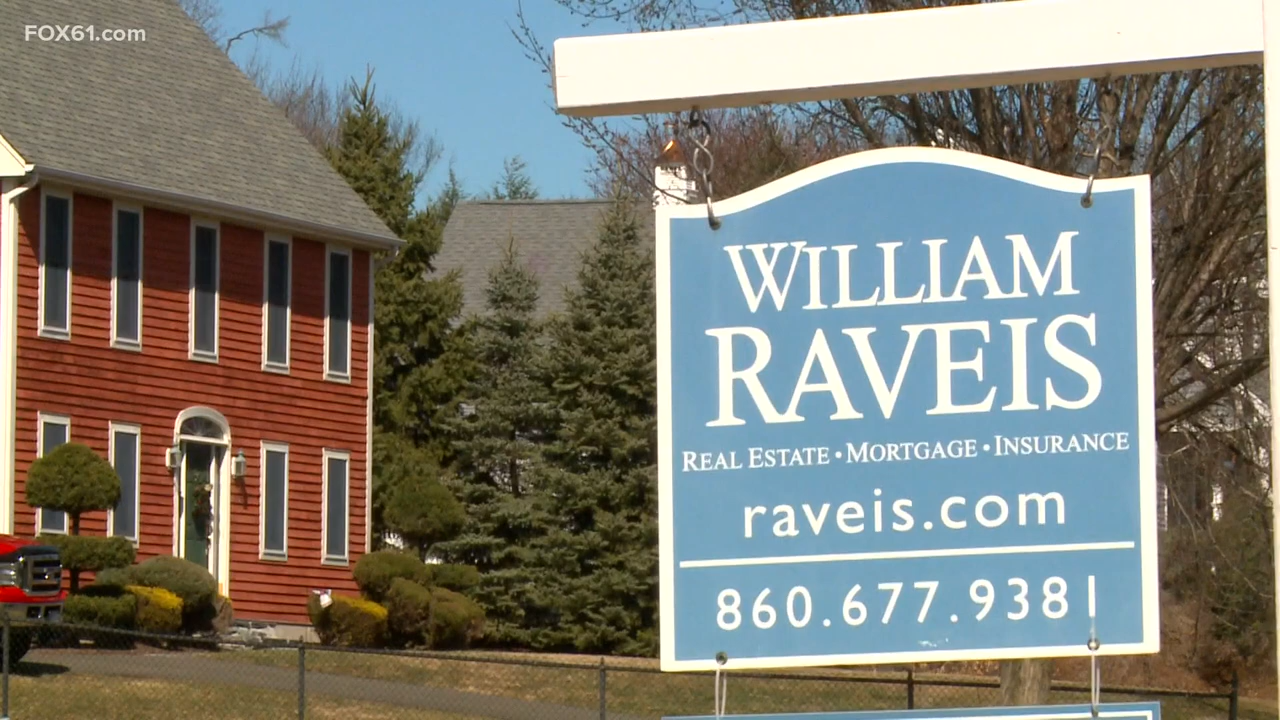 FOX61.com
WILLIAM
RAVEIS
REAL ESTATE • MORTGAGE • INSURANCE
raveis.com
860.677.9381